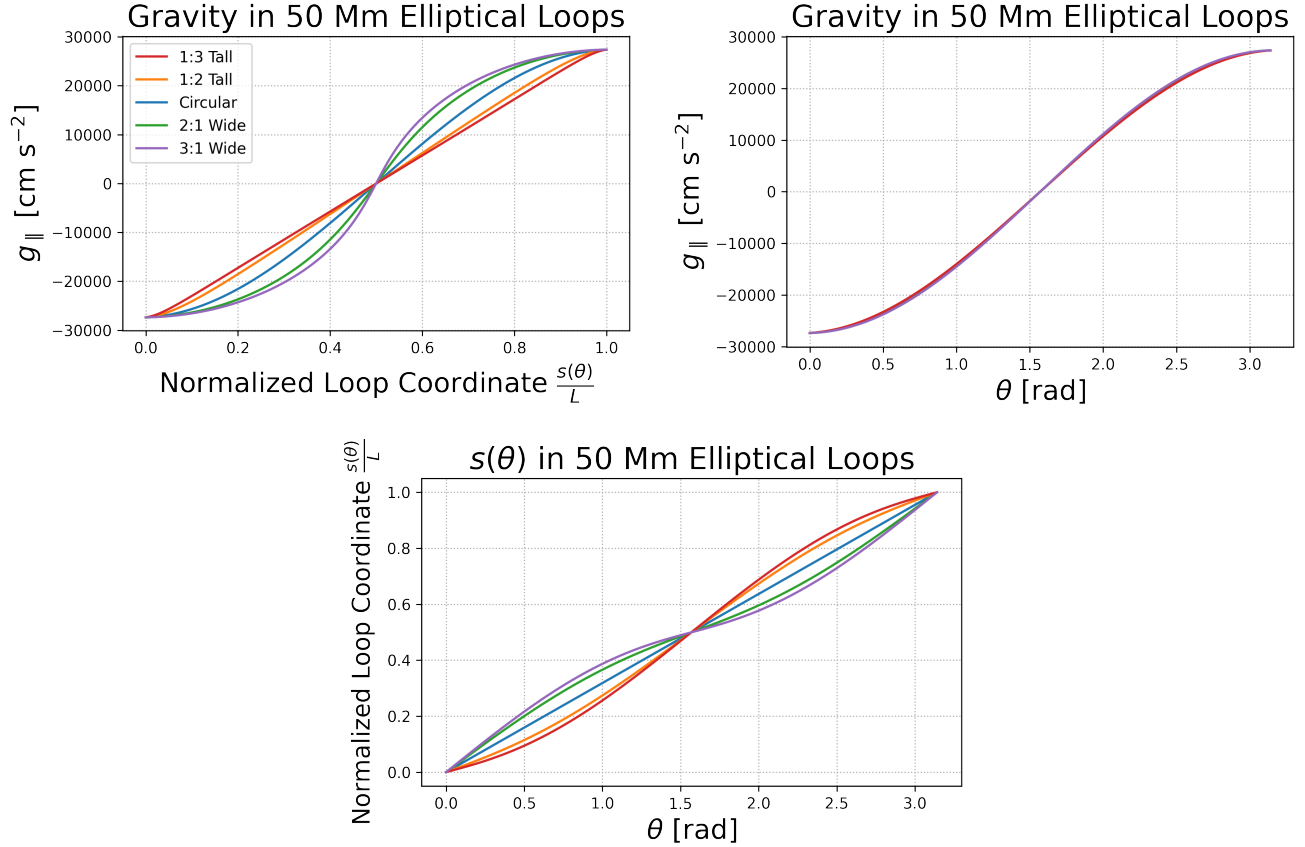 Gravity in 50 Mm Elliptical Loops
g∥ [cm s⁻²]
30000
20000
10000
0
−10000
−20000
−30000
1:3 Tall
1:2 Tall
Circular
2:1 Wide
3:1 Wide
0.0 0.2 0.4 0.6 0.8 1.0
Normalized Loop Coordinate s(θ)/L
Gravity in 50 Mm Elliptical Loops
g∥ [cm s⁻²]
30000
20000
10000
0
−10000
−20000
−30000
0.0 0.5 1.0 1.5 2.0 2.5 3.0
θ [rad]
s(θ) in 50 Mm Elliptical Loops
Normalized Loop Coordinate s(θ)/L
1.0
0.8
0.6
0.4
0.2
0.0
0.0 0.5 1.0 1.5 2.0 2.5 3.0
θ [rad]